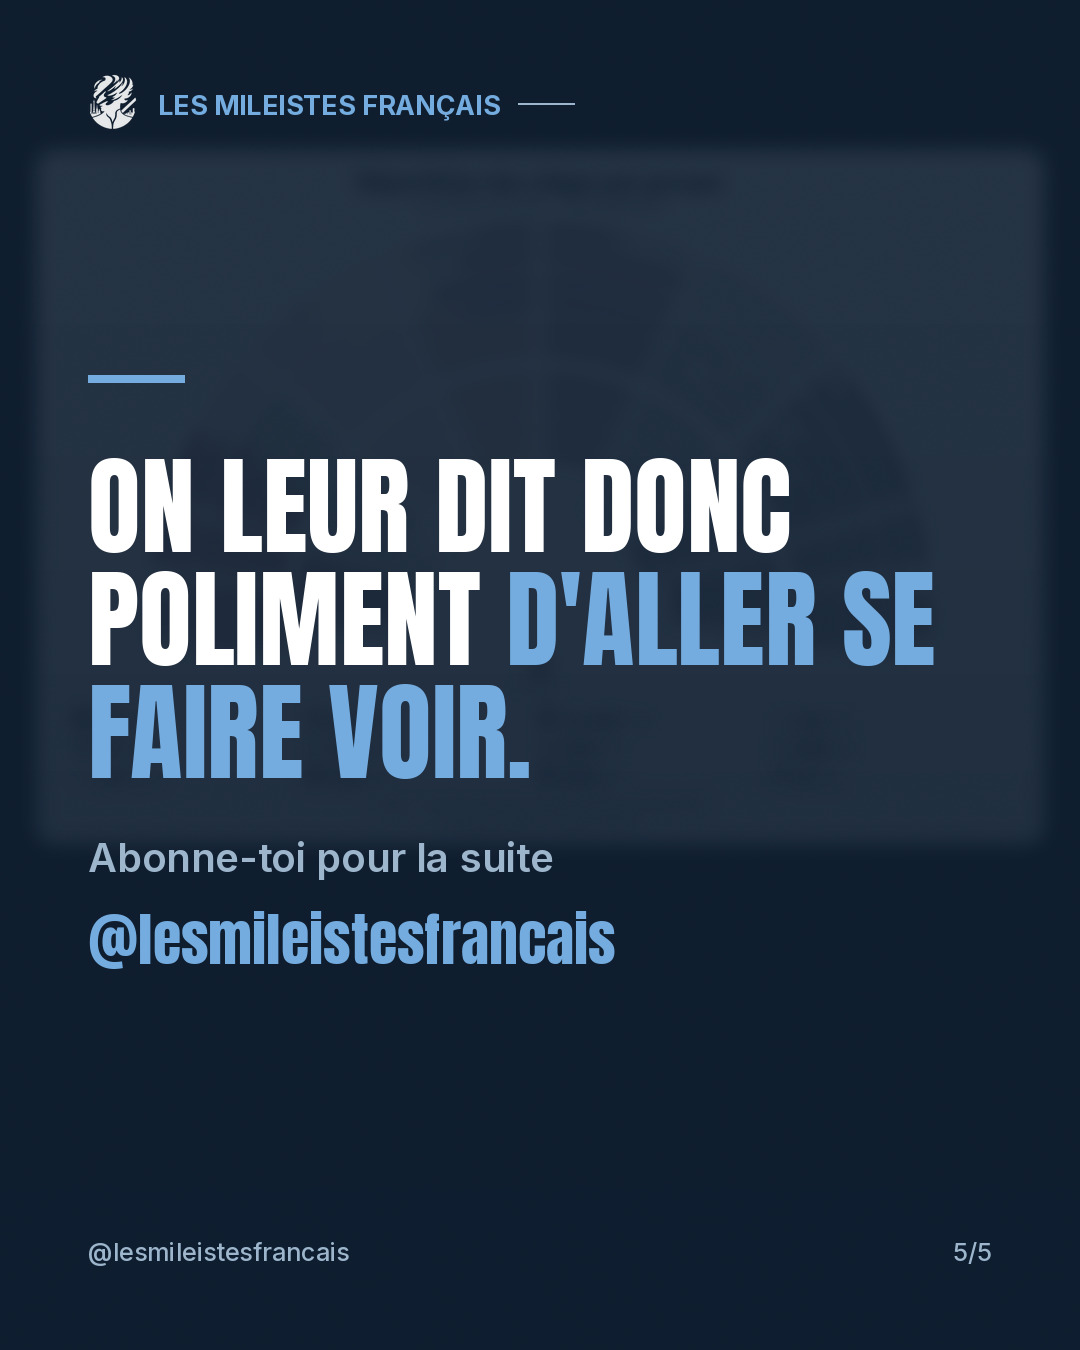 LES MILEISTES FRANÇAIS
ON LEUR DIT DONC
POLIMENT D'ALLER SE
FAIRE VOIR.
Abonne-toi pour la suite
@lesmileistesfrancais
@lesmileistesfrancais
5/5